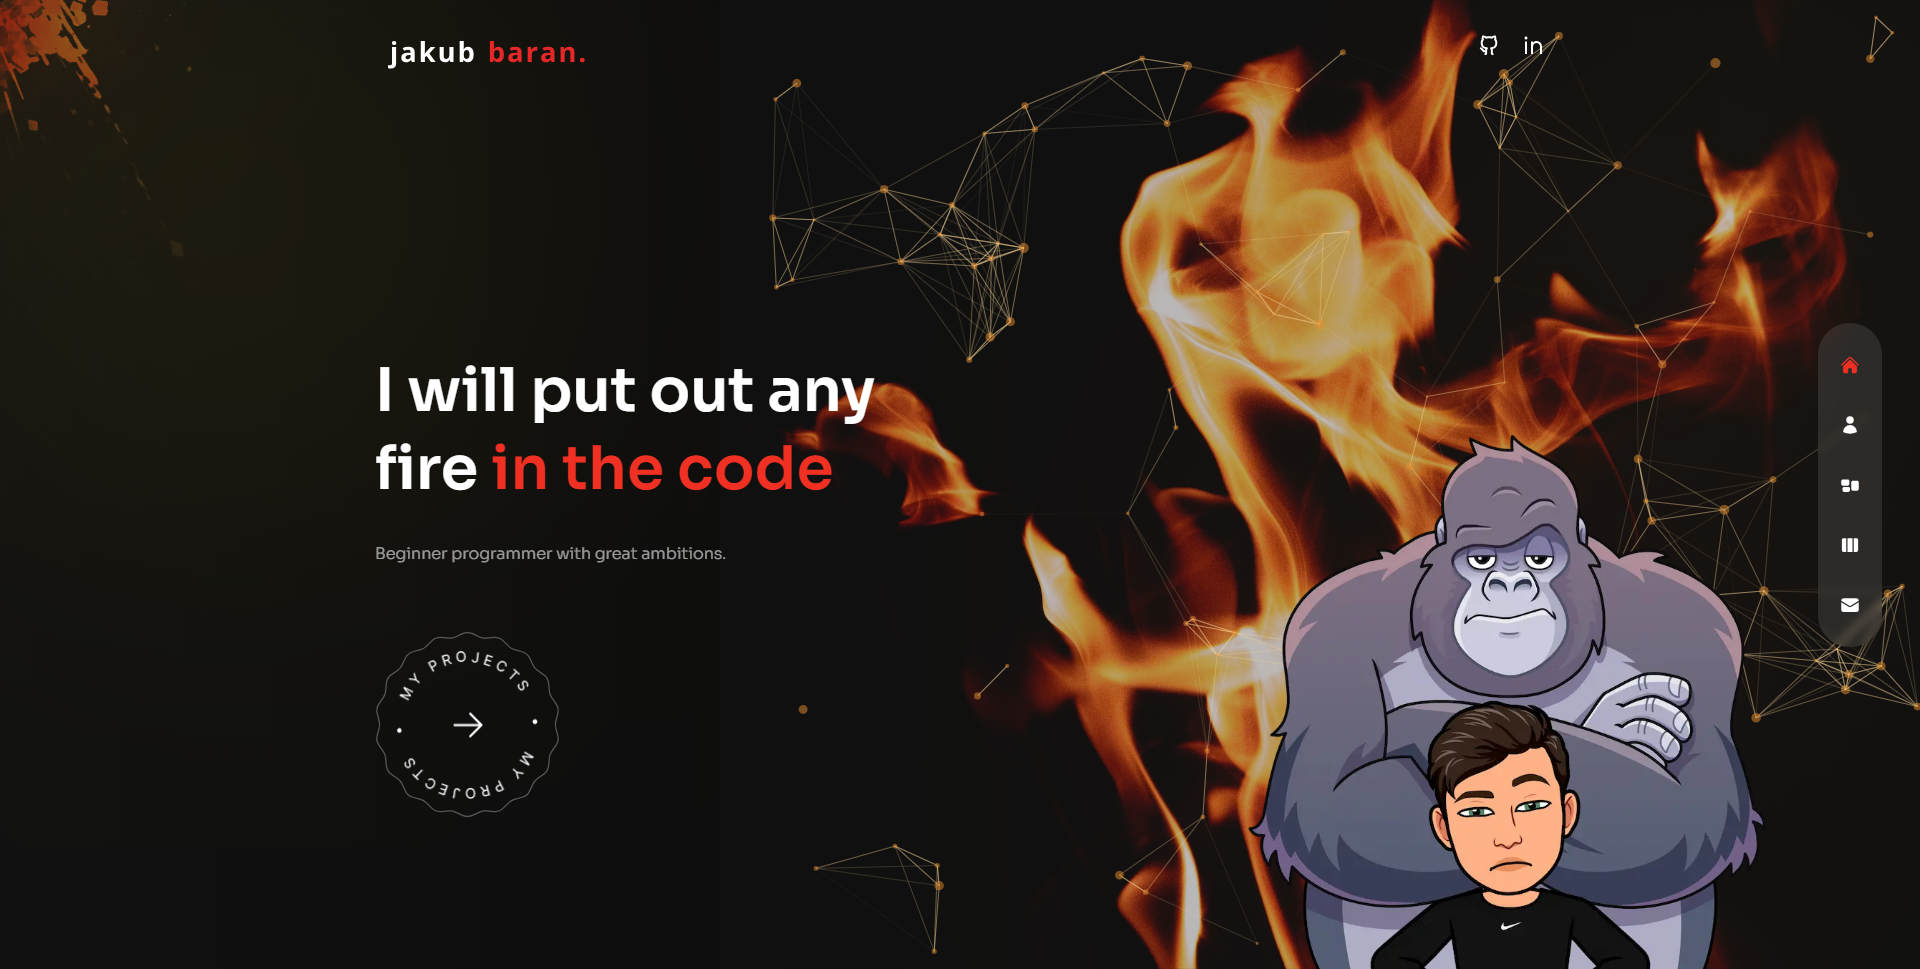 jakub baran.
in
I will put out any
fire in the code
Beginner programmer with great ambitions.
MY PROJECTS • MY PROJECTS •